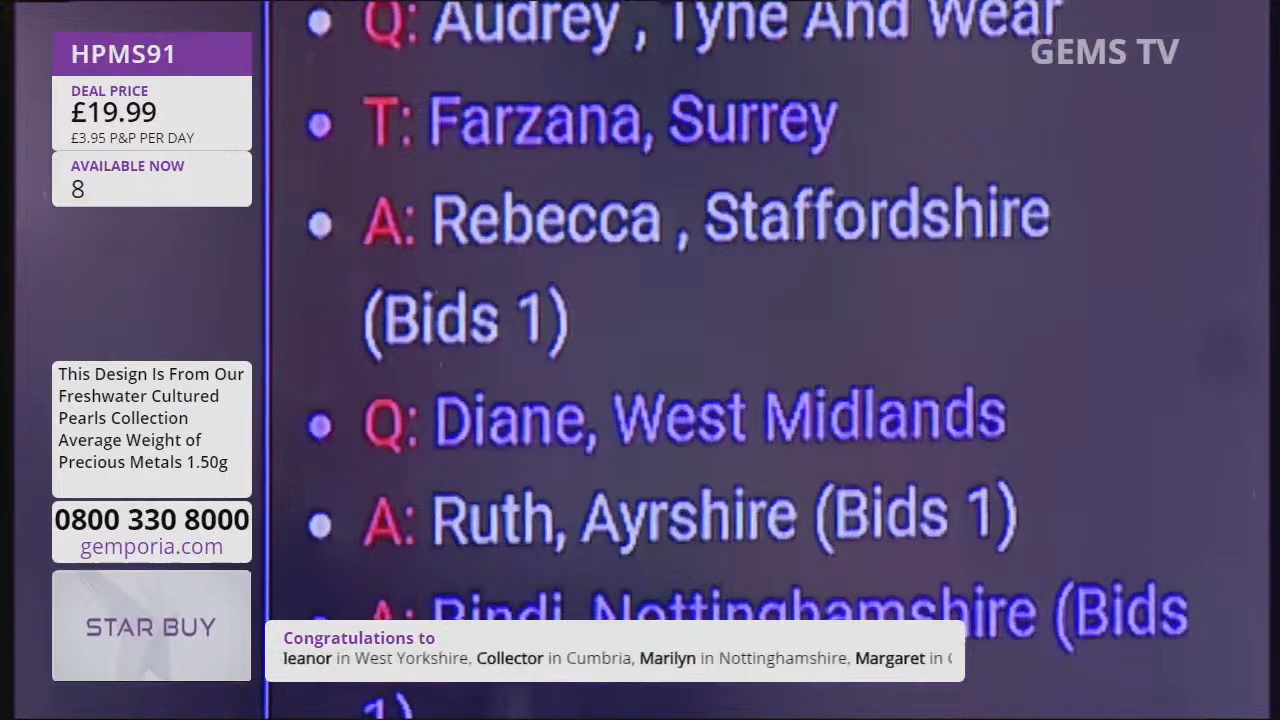 HPMS91
DEAL PRICE
£19.99
£3.95 P&P PER DAY
AVAILABLE NOW
8
This Design Is From Our
Freshwater Cultured
Pearls Collection
Average Weight of
Precious Metals 1.50g
0800 330 8000
gemporia.com
STAR BUY
GEMS TV
Q: Audrey , Tyne And Wear
T: Farzana, Surrey
A: Rebecca , Staffordshire
(Bids 1)
Q: Diane, West Midlands
A: Ruth, Ayrshire (Bids 1)
A: Bindi, Nottinghamshire (Bids
1)
Congratulations to
leanor in West Yorkshire, Collector in Cumbria, Marilyn in Nottinghamshire, Margaret in